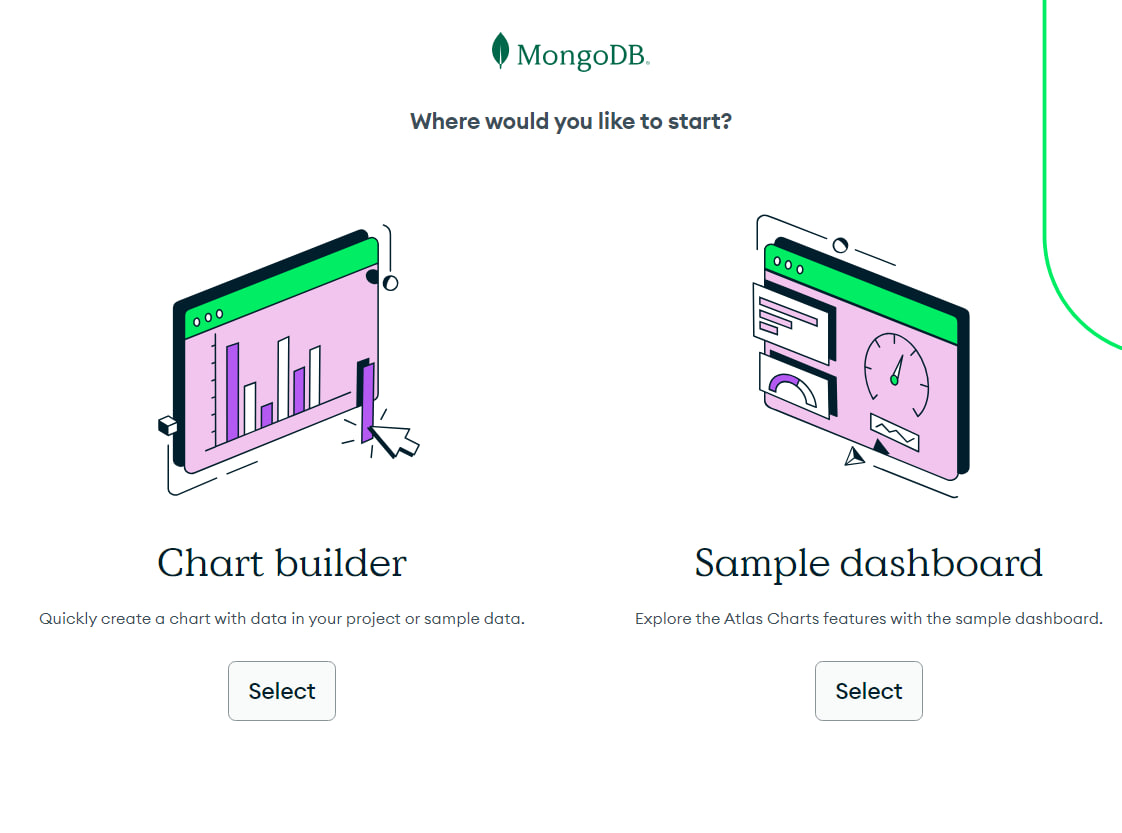 MongoDB.
Where would you like to start?
Chart builder
Quickly create a chart with data in your project or sample data.
Select
Sample dashboard
Explore the Atlas Charts features with the sample dashboard.
Select